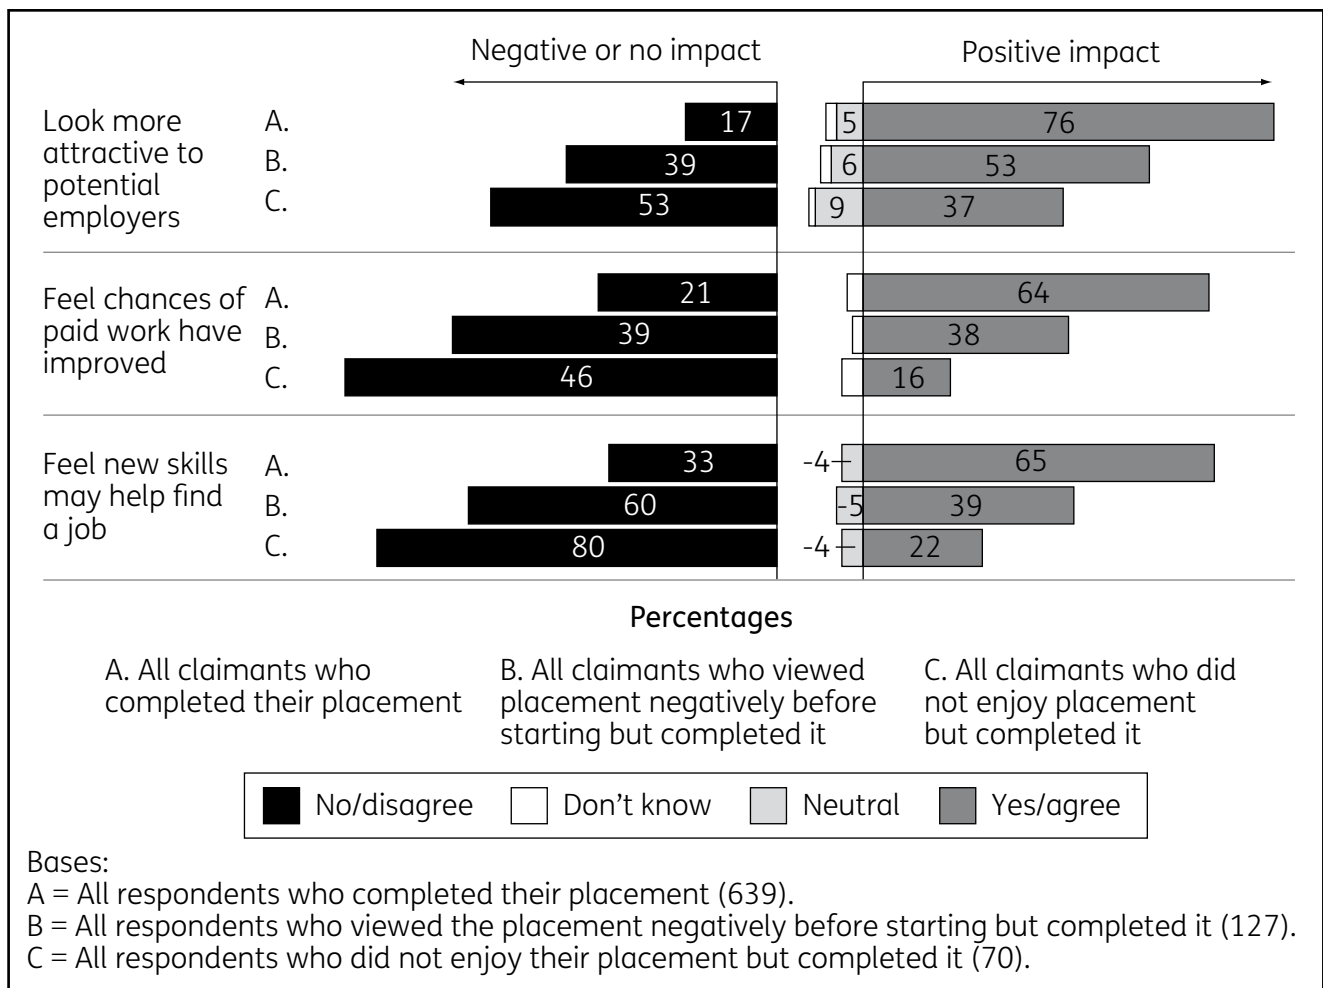 Negative or no impact
Positive impact
Look more
attractive to
potential
employers
A.
17
5
76
B.
39
6
53
C.
53
9
37
Feel chances of
paid work have
improved
A.
21
64
B.
39
38
C.
46
16
Feel new skills
may help find
a job
A.
33
-4
65
B.
60
-5
39
C.
80
-4
22
Percentages
A. All claimants who
completed their placement
B. All claimants who viewed
placement negatively before
starting but completed it
C. All claimants who did
not enjoy placement
but completed it
No/disagree
Don't know
Neutral
Yes/agree
Bases:
A = All respondents who completed their placement (639).
B = All respondents who viewed the placement negatively before starting but completed it (127).
C = All respondents who did not enjoy their placement but completed it (70).